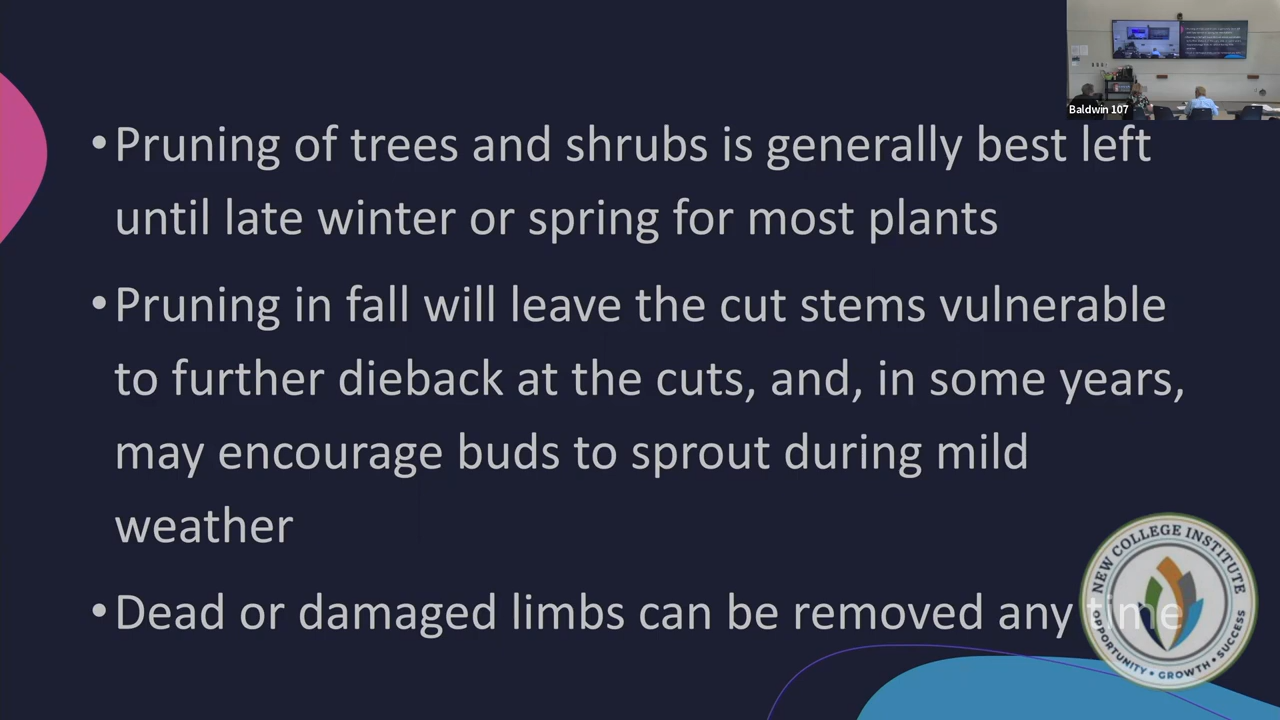 Baldwin 107
• Pruning of trees and shrubs is generally best left
until late winter or spring for most plants
• Pruning in fall will leave the cut stems vulnerable
to further dieback at the cuts, and, in some years,
may encourage buds to sprout during mild
weather
• Dead or damaged limbs can be removed any time
NEW COLLEGE INSTITUTE
OPPORTUNITY • GROWTH • SUCCESS